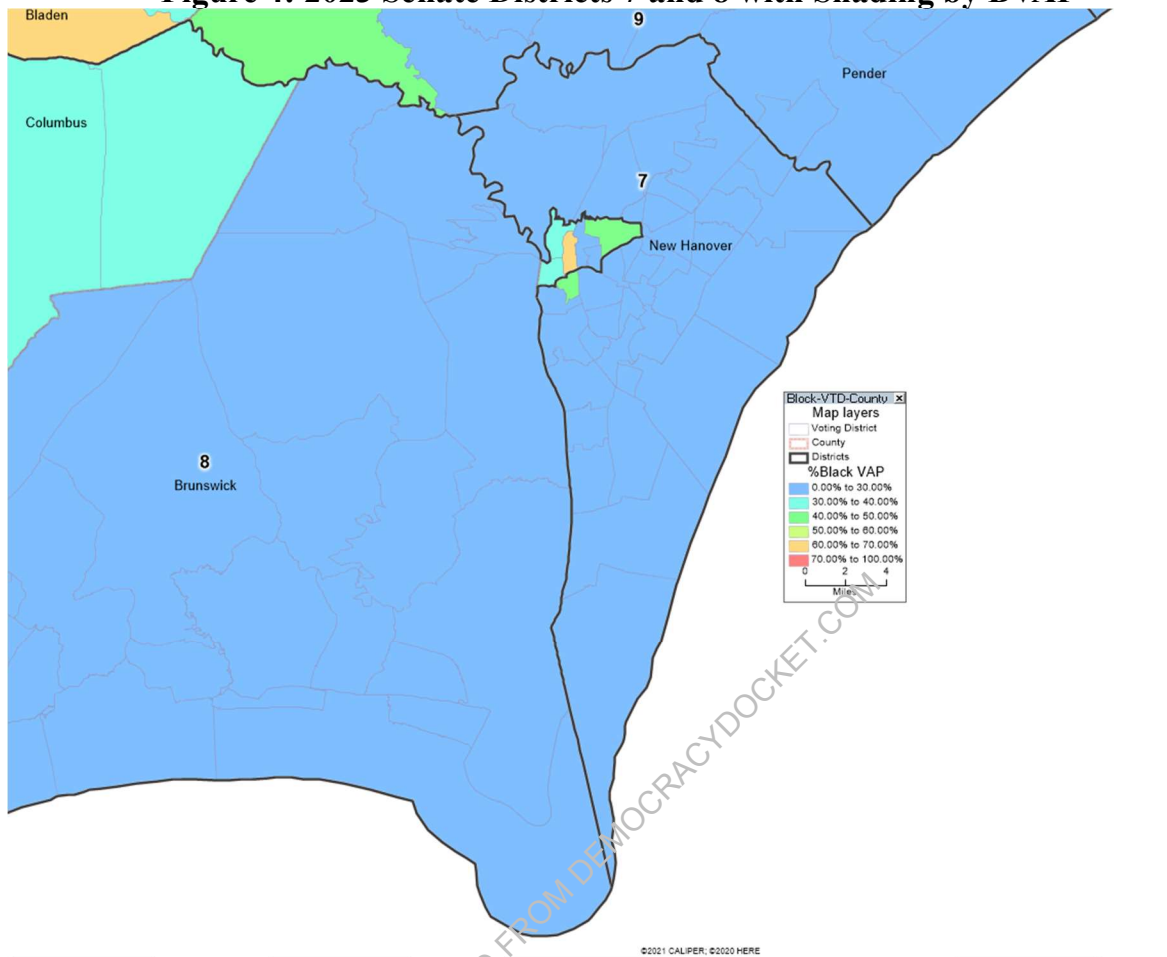 Figure 4: 2023 Senate Districts 7 and 8 with Shading by BVAP
Bladen
9
Pender
Columbus
7
New Hanover
8
Brunswick
Block-VTD-County x
Map layers
Voting District
County
Districts
%Black VAP
0.00% to 30.00%
30.00% to 40.00%
40.00% to 50.00%
50.00% to 60.00%
60.00% to 70.00%
70.00% to 100.00%
0 2 4
Miles
FROM DEMOCRACYDOCKET.COM
©2021 CALIPER; ©2020 HERE